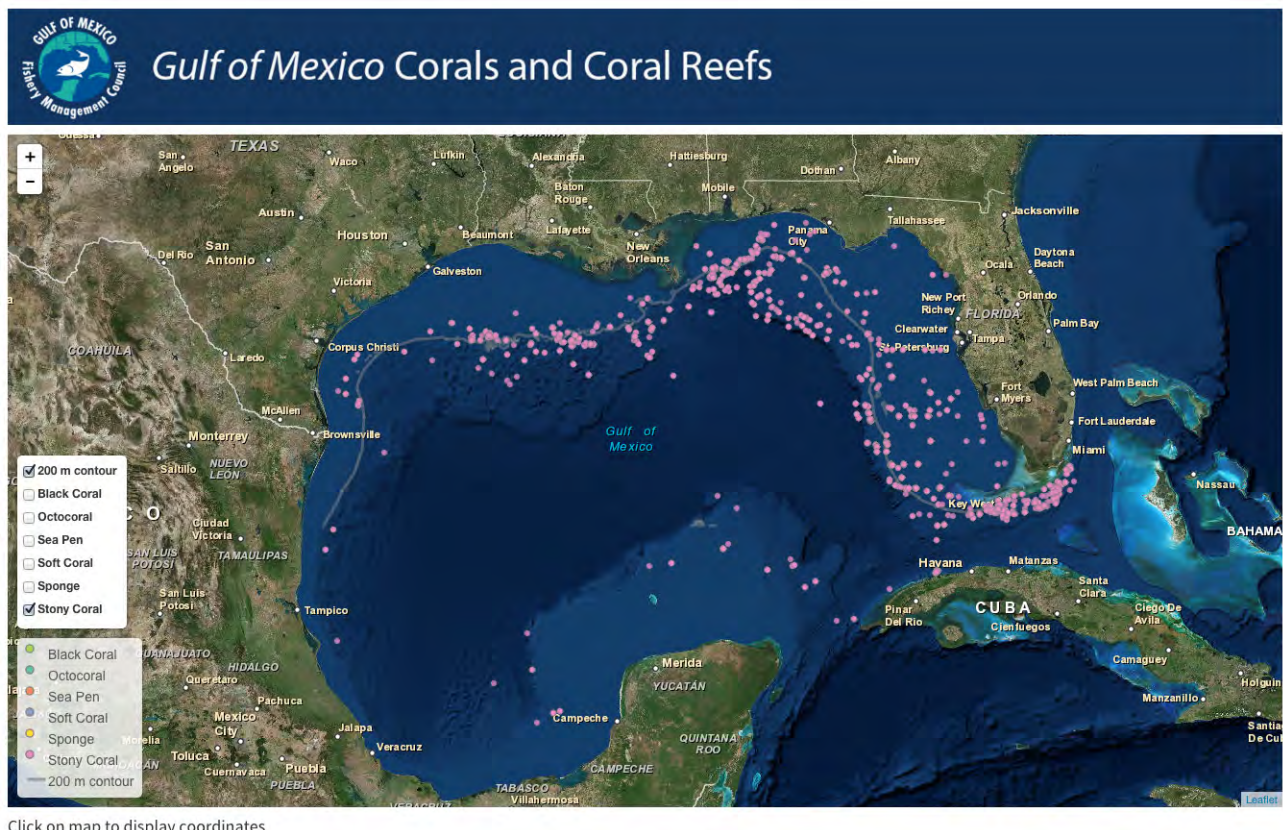 GULF OF MEXICO
Fishery Management Council
Gulf of Mexico Corals and Coral Reefs
+
−
TEXAS
San Angelo
Waco
Lufkin
Alexandria
Hattiesburg
Dothan
Albany
Baton Rouge
Mobile
Austin
Houston
Beaumont
Lafayette
New Orleans
Panama City
Tallahassee
Jacksonville
Del Rio
San Antonio
Galveston
Victoria
Ocala
Daytona Beach
New Port Richey
Orlando
FLORIDA
Clearwater
Palm Bay
St. Petersburg
Tampa
COAHUILA
Laredo
Corpus Christi
Fort Myers
West Palm Beach
McAllen
Brownsville
Gulf of Mexico
Fort Lauderdale
Miami
Monterrey
Saltillo
NUEVO LEÓN
Nassau
Key West
BAHAMA
200 m contour
Black Coral
Octocoral
Sea Pen
Soft Coral
Sponge
Stony Coral
C O
Ciudad Victoria
SAN LUIS POTOSÍ
TAMAULIPAS
San Luis Potosi
Tampico
Havana
Matanzas
Santa Clara
Pinar Del Rio
CUBA
Cienfuegos
Ciego De Avila
Camaguey
Holguin
Manzanillo
Merida
YUCATÁN
Campeche
QUINTANA ROO
CAMPECHE
TABASCO
Villahermosa
GUANAJUATO
HIDALGO
Queretaro
Pachuca
Mexico City
Jalapa
Veracruz
Toluca
Cuernavaca
Puebla
PUEBLA
VERACRUZ
Black Coral
Octocoral
Sea Pen
Soft Coral
Sponge
Stony Coral
200 m contour
Leaflet
Click on map to display coordinates